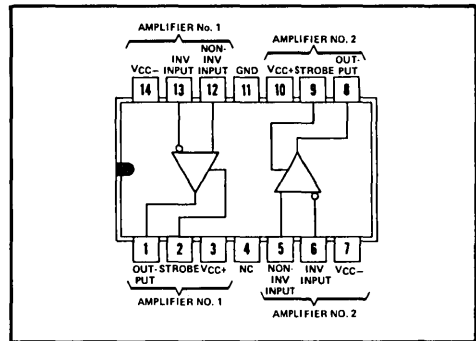 AMPLIFIER No. 1
AMPLIFIER NO. 2
VCC- INV INPUT NON- INV INPUT GND VCC+ STROBE OUT- PUT
14 13 12 11 10 9 8
1 2 3 4 5 6 7
OUT- PUT STROBE VCC+ NC NON- INV INPUT INV INPUT VCC-
AMPLIFIER NO. 1
AMPLIFIER NO. 2